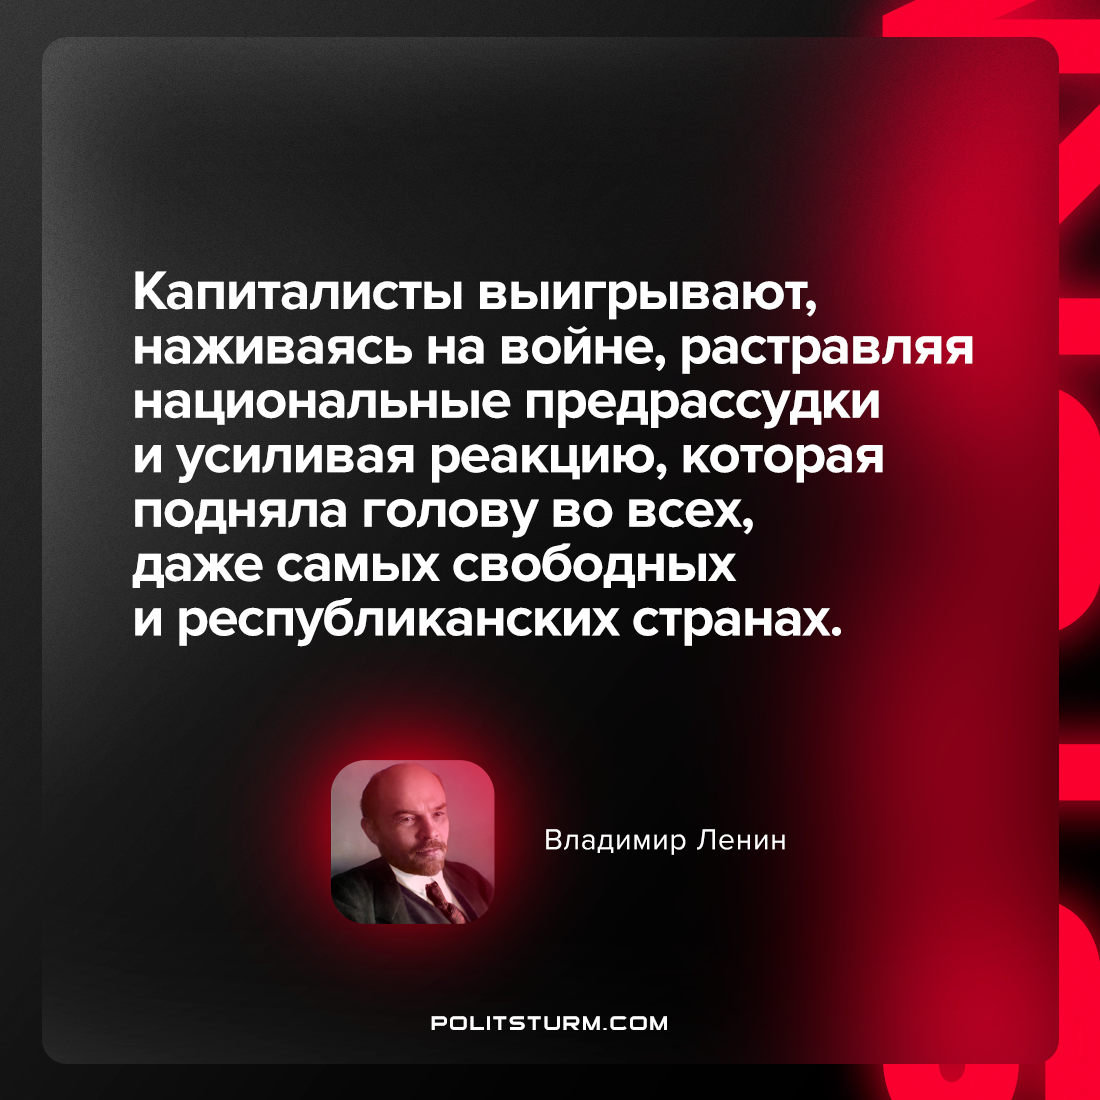 Капиталисты выигрывают,
наживаясь на войне, растравляя
национальные предрассудки
и усиливая реакцию, которая
подняла голову во всех,
даже самых свободных
и республиканских странах.
Владимир Ленин
POLITSTURM.COM